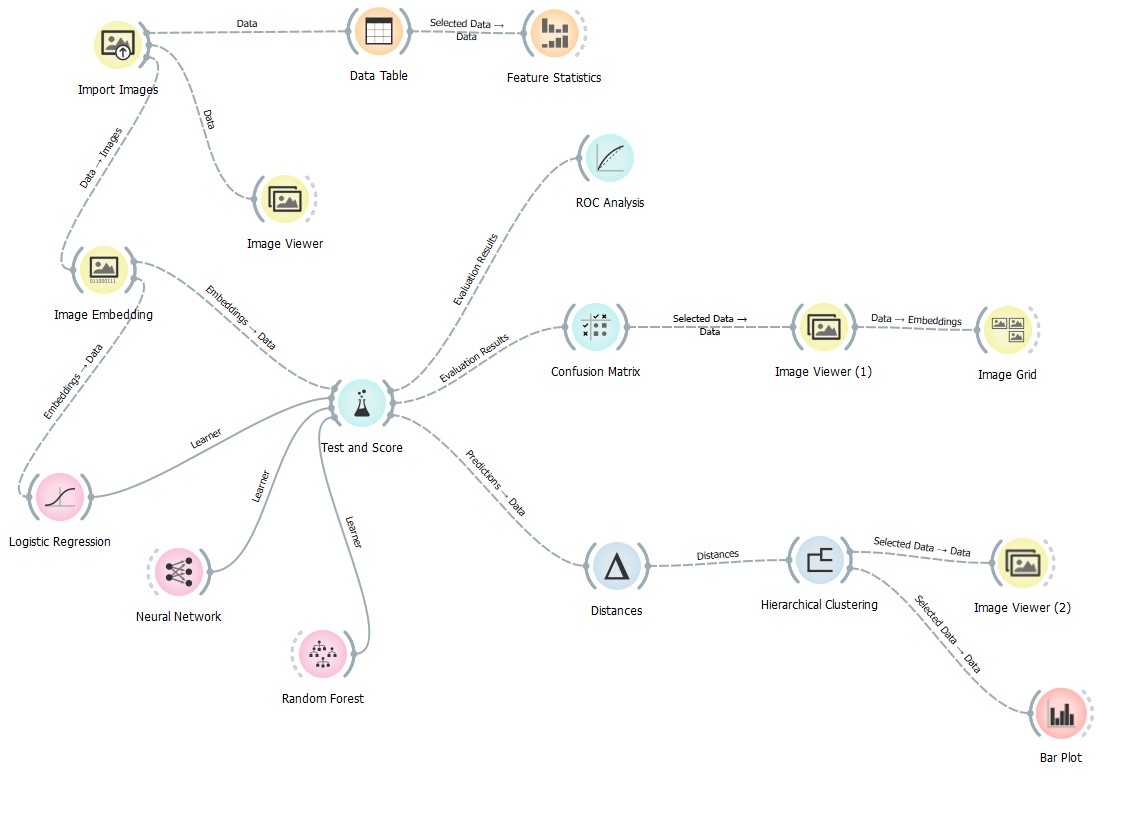 Data
Selected Data →
Data
Import Images
Data Table
Feature Statistics
Data
Data → Images
Image Viewer
ROC Analysis
Image Embedding
011000111
Embeddings → Data
Evaluation Results
Selected Data →
Data
Data → Embeddings
Embeddings → Data
Evaluation Results
Confusion Matrix
Image Viewer (1)
Image Grid
Test and Score
Learner
Learner
Learner
Predictions → Data
Logistic Regression
Neural Network
Random Forest
Distances
Distances
Hierarchical Clustering
Selected Data → Data
Image Viewer (2)
Selected Data → Data
Bar Plot